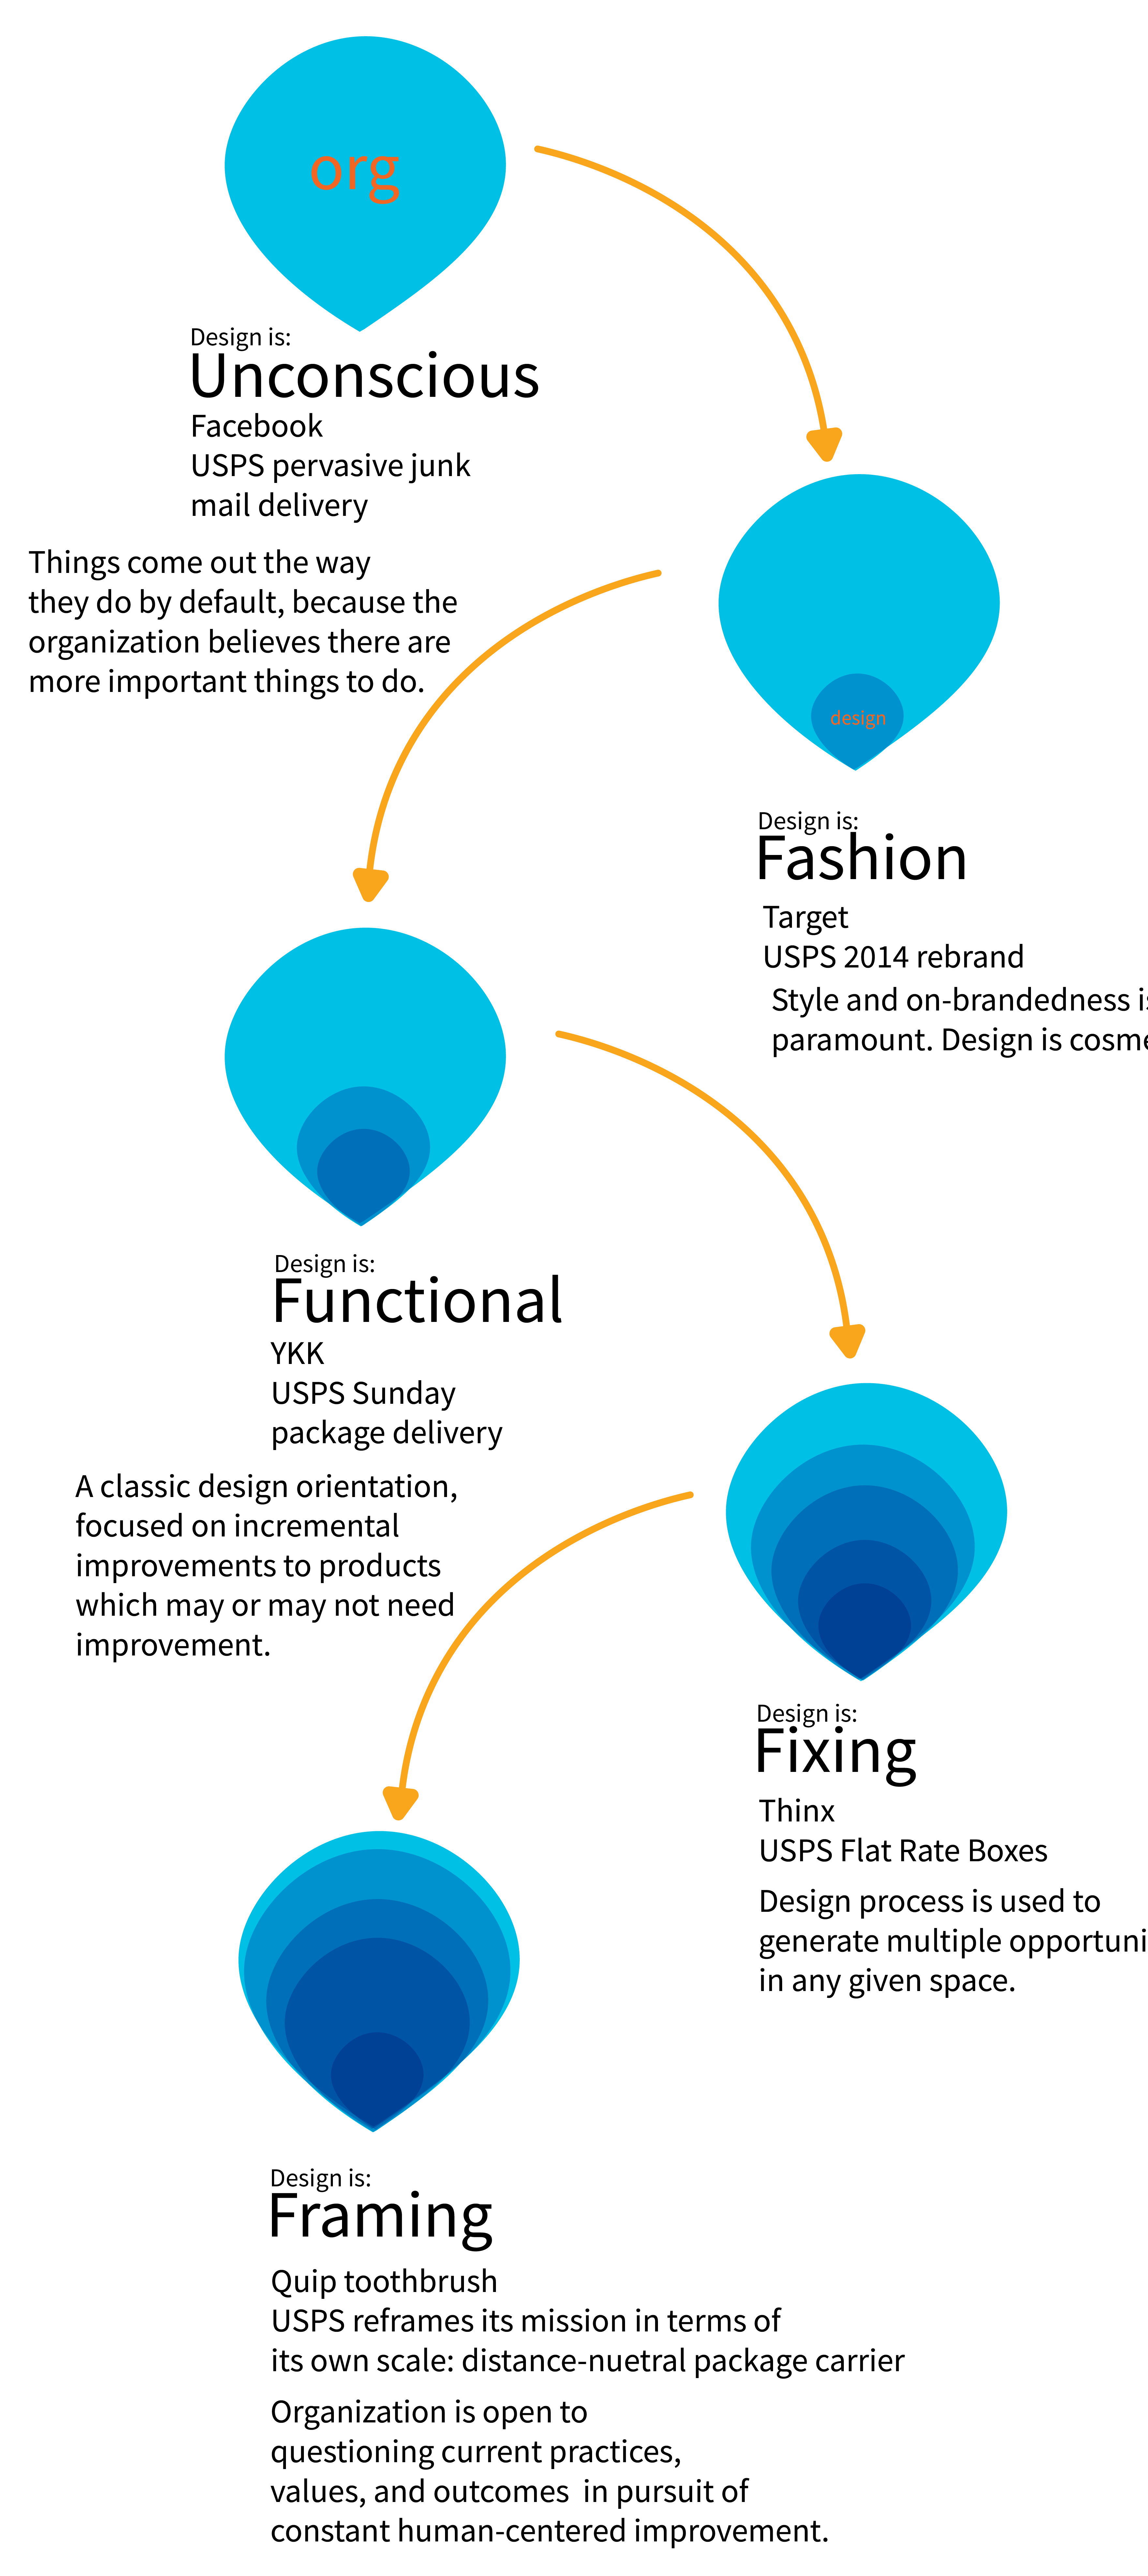 org
Design is:
Unconscious
Facebook
USPS pervasive junk
mail delivery
Things come out the way
they do by default, because the
organization believes there are
more important things to do.
design
Design is:
Fashion
Target
USPS 2014 rebrand
Style and on-brandedness
paramount. Design is
Design is:
Functional
YKK
USPS Sunday
package delivery
A classic design orientation,
focused on incremental
improvements to products
which may or may not need
improvement.
Design is:
Fixing
Thinx
USPS Flat Rate Boxes
Design process is used to
generate multiple
in any given space.
Design is:
Framing
Quip toothbrush
USPS reframes its mission in terms of
its own scale: distance-nuetral package carrier
Organization is open to
questioning current practices,
values, and outcomes in pursuit of
constant human-centered improvement.